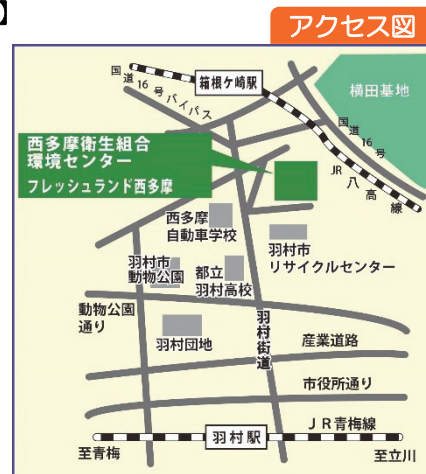 】
アクセス図
国道16号バイパス
箱根ケ崎駅
横田基地
国道16号
JR八高線
西多摩衛生組合
環境センター
フレッシュランド西多摩
西多摩
自動車学校
羽村市
リサイクルセンター
羽村市
動物公園
都立
羽村高校
動物公園
通り
羽村団地
羽村街道
産業道路
市役所通り
JR青梅線
羽村駅
至青梅
至立川